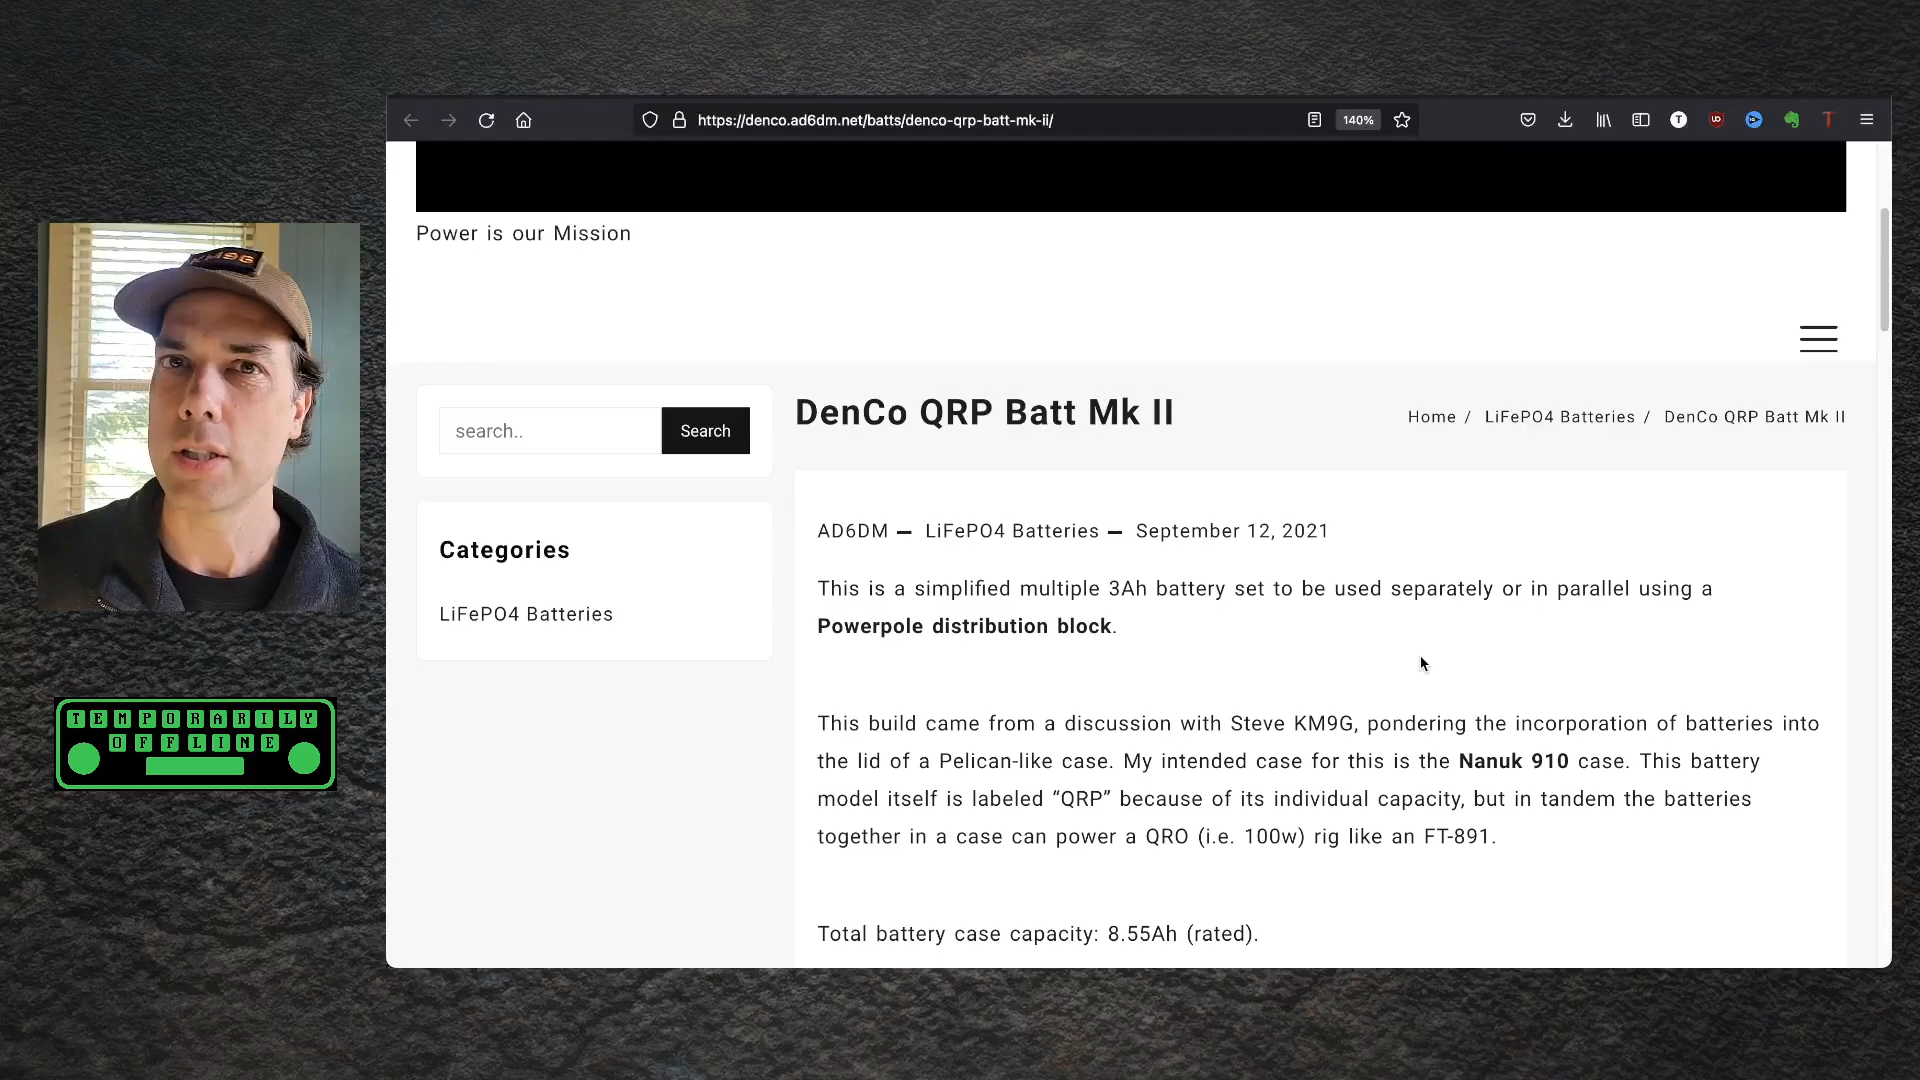 https://denco.ad6dm.net/batts/denco-qrp-batt-mk-ii/
140%
Power is our Mission
KM9G
search..
Search
DenCo QRP Batt Mk II
Home / LiFePO4 Batteries / DenCo QRP Batt Mk II
Categories
LiFePO4 Batteries
AD6DM — LiFePO4 Batteries — September 12, 2021
This is a simplified multiple 3Ah battery set to be used separately or in parallel using a
Powerpole distribution block.
This build came from a discussion with Steve KM9G, pondering the incorporation of batteries into
the lid of a Pelican-like case. My intended case for this is the Nanuk 910 case. This battery
model itself is labeled “QRP” because of its individual capacity, but in tandem the batteries
together in a case can power a QRO (i.e. 100w) rig like an FT-891.
Total battery case capacity: 8.55Ah (rated).
TEMPORARILY
OFFLINE